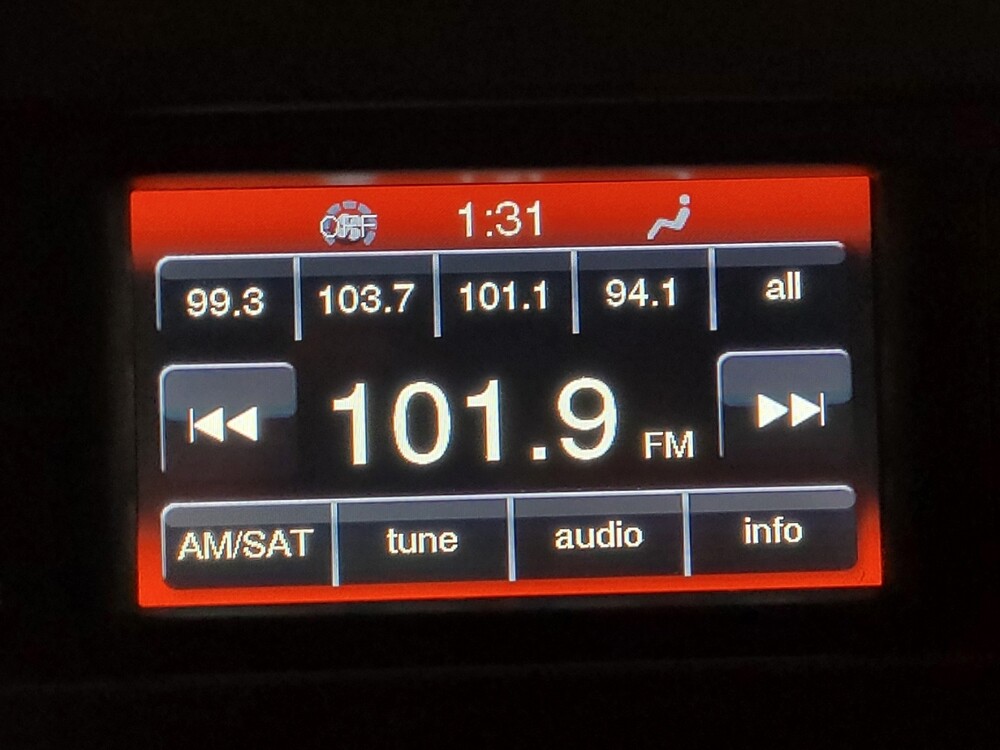 OFF 1:31
99.3 103.7 101.1 94.1 all
101.9 FM
AM/SAT tune audio info